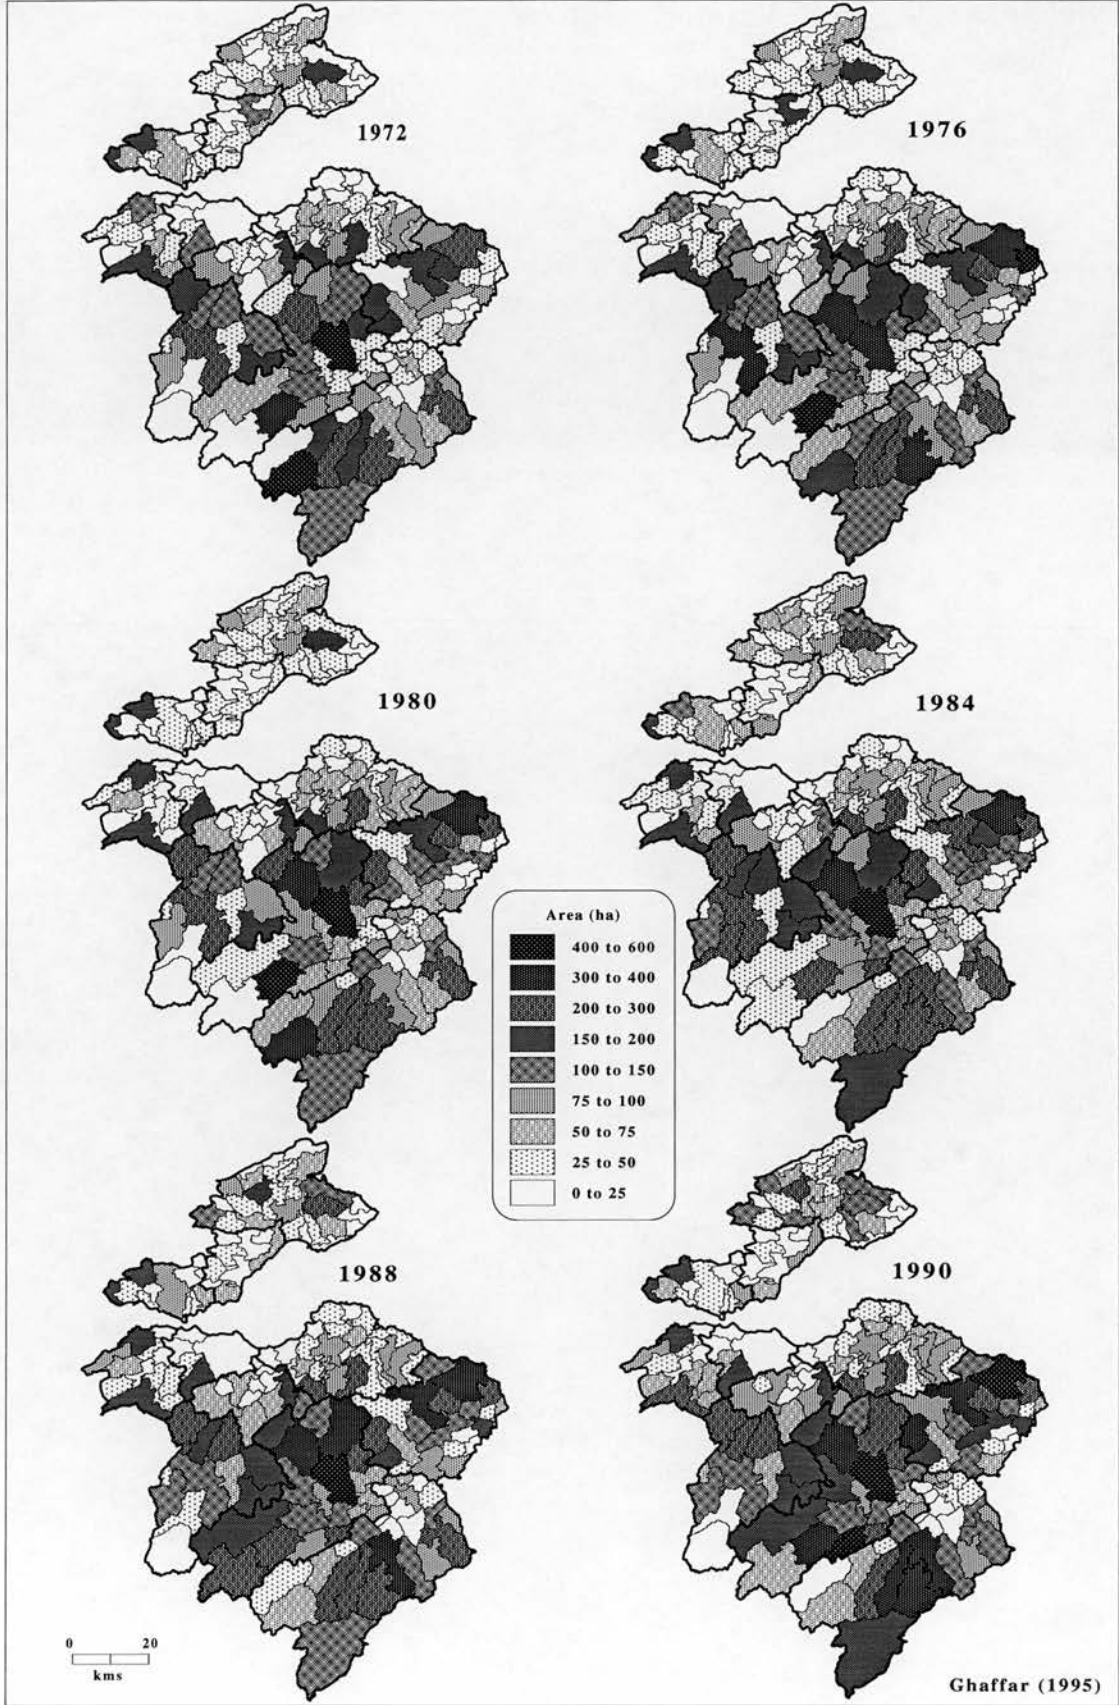 1972
1976
1980
1984
Area (ha)
400 to 600
300 to 400
200 to 300
150 to 200
100 to 150
75 to 100
50 to 75
25 to 50
0 to 25
1988
1990
0 20
kms
Ghaffar (1995)